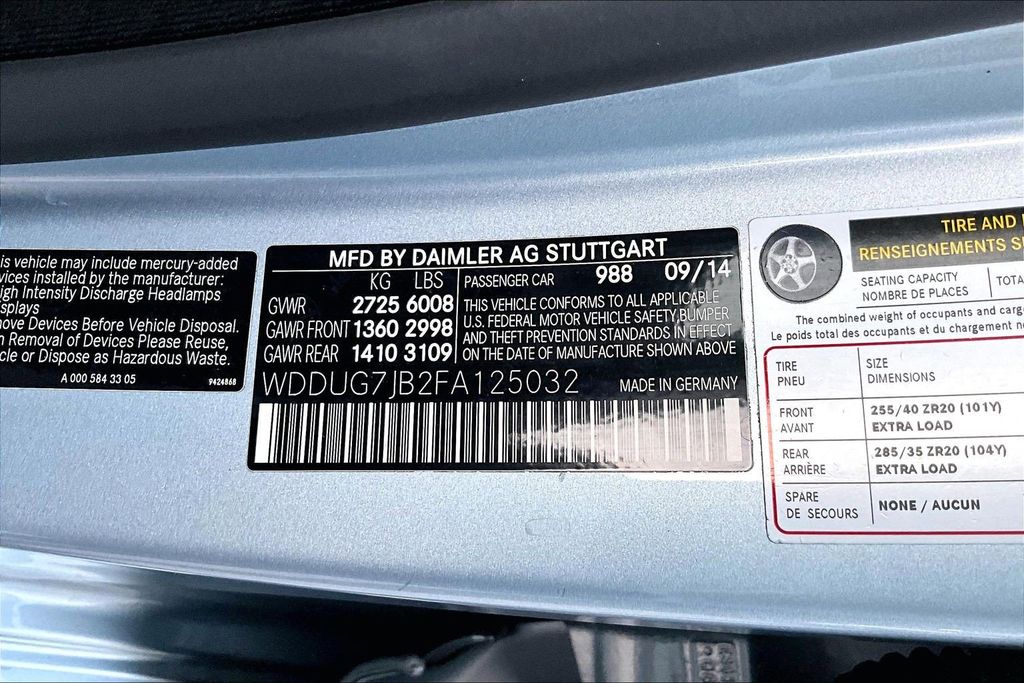 is vehicle may include mercury-added
vices installed by the manufacturer:
gh Intensity Discharge Headlamps
splays
move Devices Before Vehicle Disposal.
n Removal of Devices Please Reuse,
cle or Dispose as Hazardous Waste.
A 000 584 33 05
9424868
MFD BY DAIMLER AG STUTTGART
KG LBS
PASSENGER CAR 988 09/14
GVWR 2725 6008
GAWR FRONT 1360 2998
GAWR REAR 1410 3109
THIS VEHICLE CONFORMS TO ALL APPLICABLE
U.S. FEDERAL MOTOR VEHICLE SAFETY,BUMPER
AND THEFT PREVENTION STANDARDS IN EFFECT
ON THE DATE OF MANUFACTURE SHOWN ABOVE
WDDUG7JB2FA125032 MADE IN GERMANY
TIRE AND
RENSEIGNEMENTS S
SEATING CAPACITY
NOMBRE DE PLACES
TOTA
The combined weight of occupants and carg
Le poids total des occupants et du chargement n
TIRE
PNEU
SIZE
DIMENSIONS
FRONT
AVANT
255/40 ZR20 (101Y)
EXTRA LOAD
REAR
ARRIÈRE
285/35 ZR20 (104Y)
EXTRA LOAD
SPARE
DE SECOURS
NONE / AUCUN